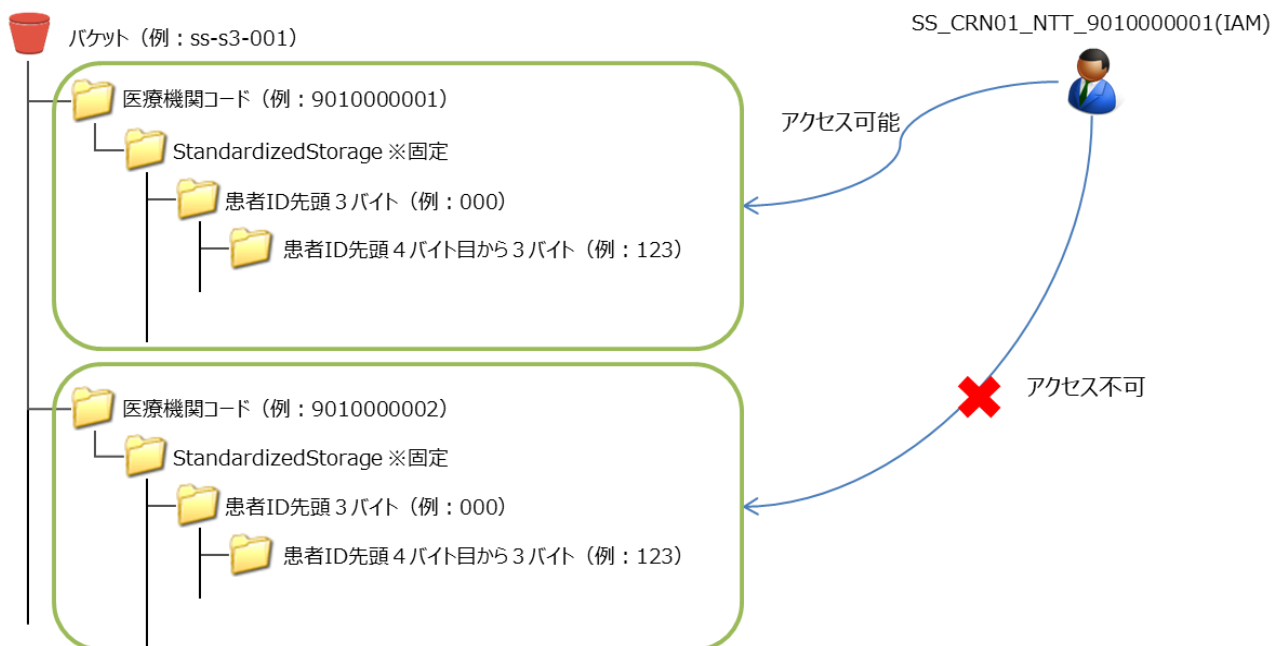 SS_CRN01_NTT_9010000001(IAM)
バケット（例：ss-s3-001）
医療機関コード（例：9010000001）
アクセス可能
StandardizedStorage ※固定
患者ID先頭３バイト（例：000）
患者ID先頭４バイト目から３バイト（例：123）
アクセス不可
医療機関コード（例：9010000002）
StandardizedStorage ※固定
患者ID先頭３バイト（例：000）
患者ID先頭４バイト目から３バイト（例：123）